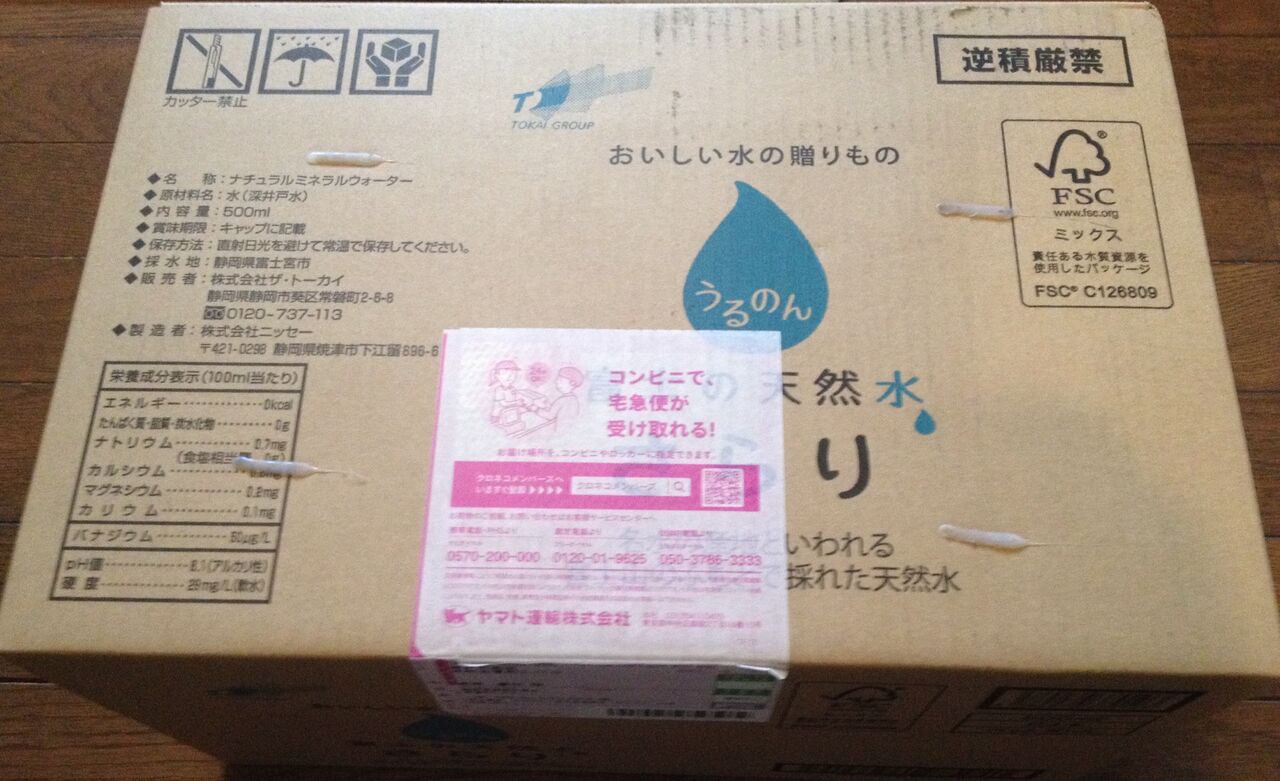 カッター禁止
TOKAI GROUP
逆積厳禁
おいしい水の贈りもの
うるのん
の天然水
り
といわれる
で採れた天然水
FSC®
www.fsc.org
ミックス
責任ある木質資源を
使用したパッケージ
FSC® C126809
◆名 称：ナチュラルミネラルウォーター
◆原材料名：水（深井戸水）
◆内容量：500ml
◆賞味期限：キャップに記載
◆保存方法：直射日光を避けて常温で保存してください。
◆採水地：静岡県富士宮市
◆販売者：株式会社ザ・トーカイ
静岡県静岡市葵区常磐町2-6-8
0120-737-113
◆製造者：株式会社ニッセー
〒421-0298 静岡県焼津市下江留696-6
栄養成分表示（100ml当たり）
エネルギー…………0kcal
たんぱく質・脂質・炭水化物………0g
ナトリウム…………0.7mg
（食塩相当量 0g）
カルシウム…………
マグネシウム…………0.2mg
カリウム…………0.1mg
バナジウム…………60μg/L
pH値…………8.1（アルカリ性）
硬度…………29mg/L（軟水）
コンビニで、
宅急便が
受け取れる!
お届け場所を、コンビニやロッカーに指定できます。
クロネコメンバーズへ
いますぐ登録▶▶▶▶
クロネコメンバーズ
0570-200-000 0120-01-9625 050-3786-3333
ヤマト運輸株式会社